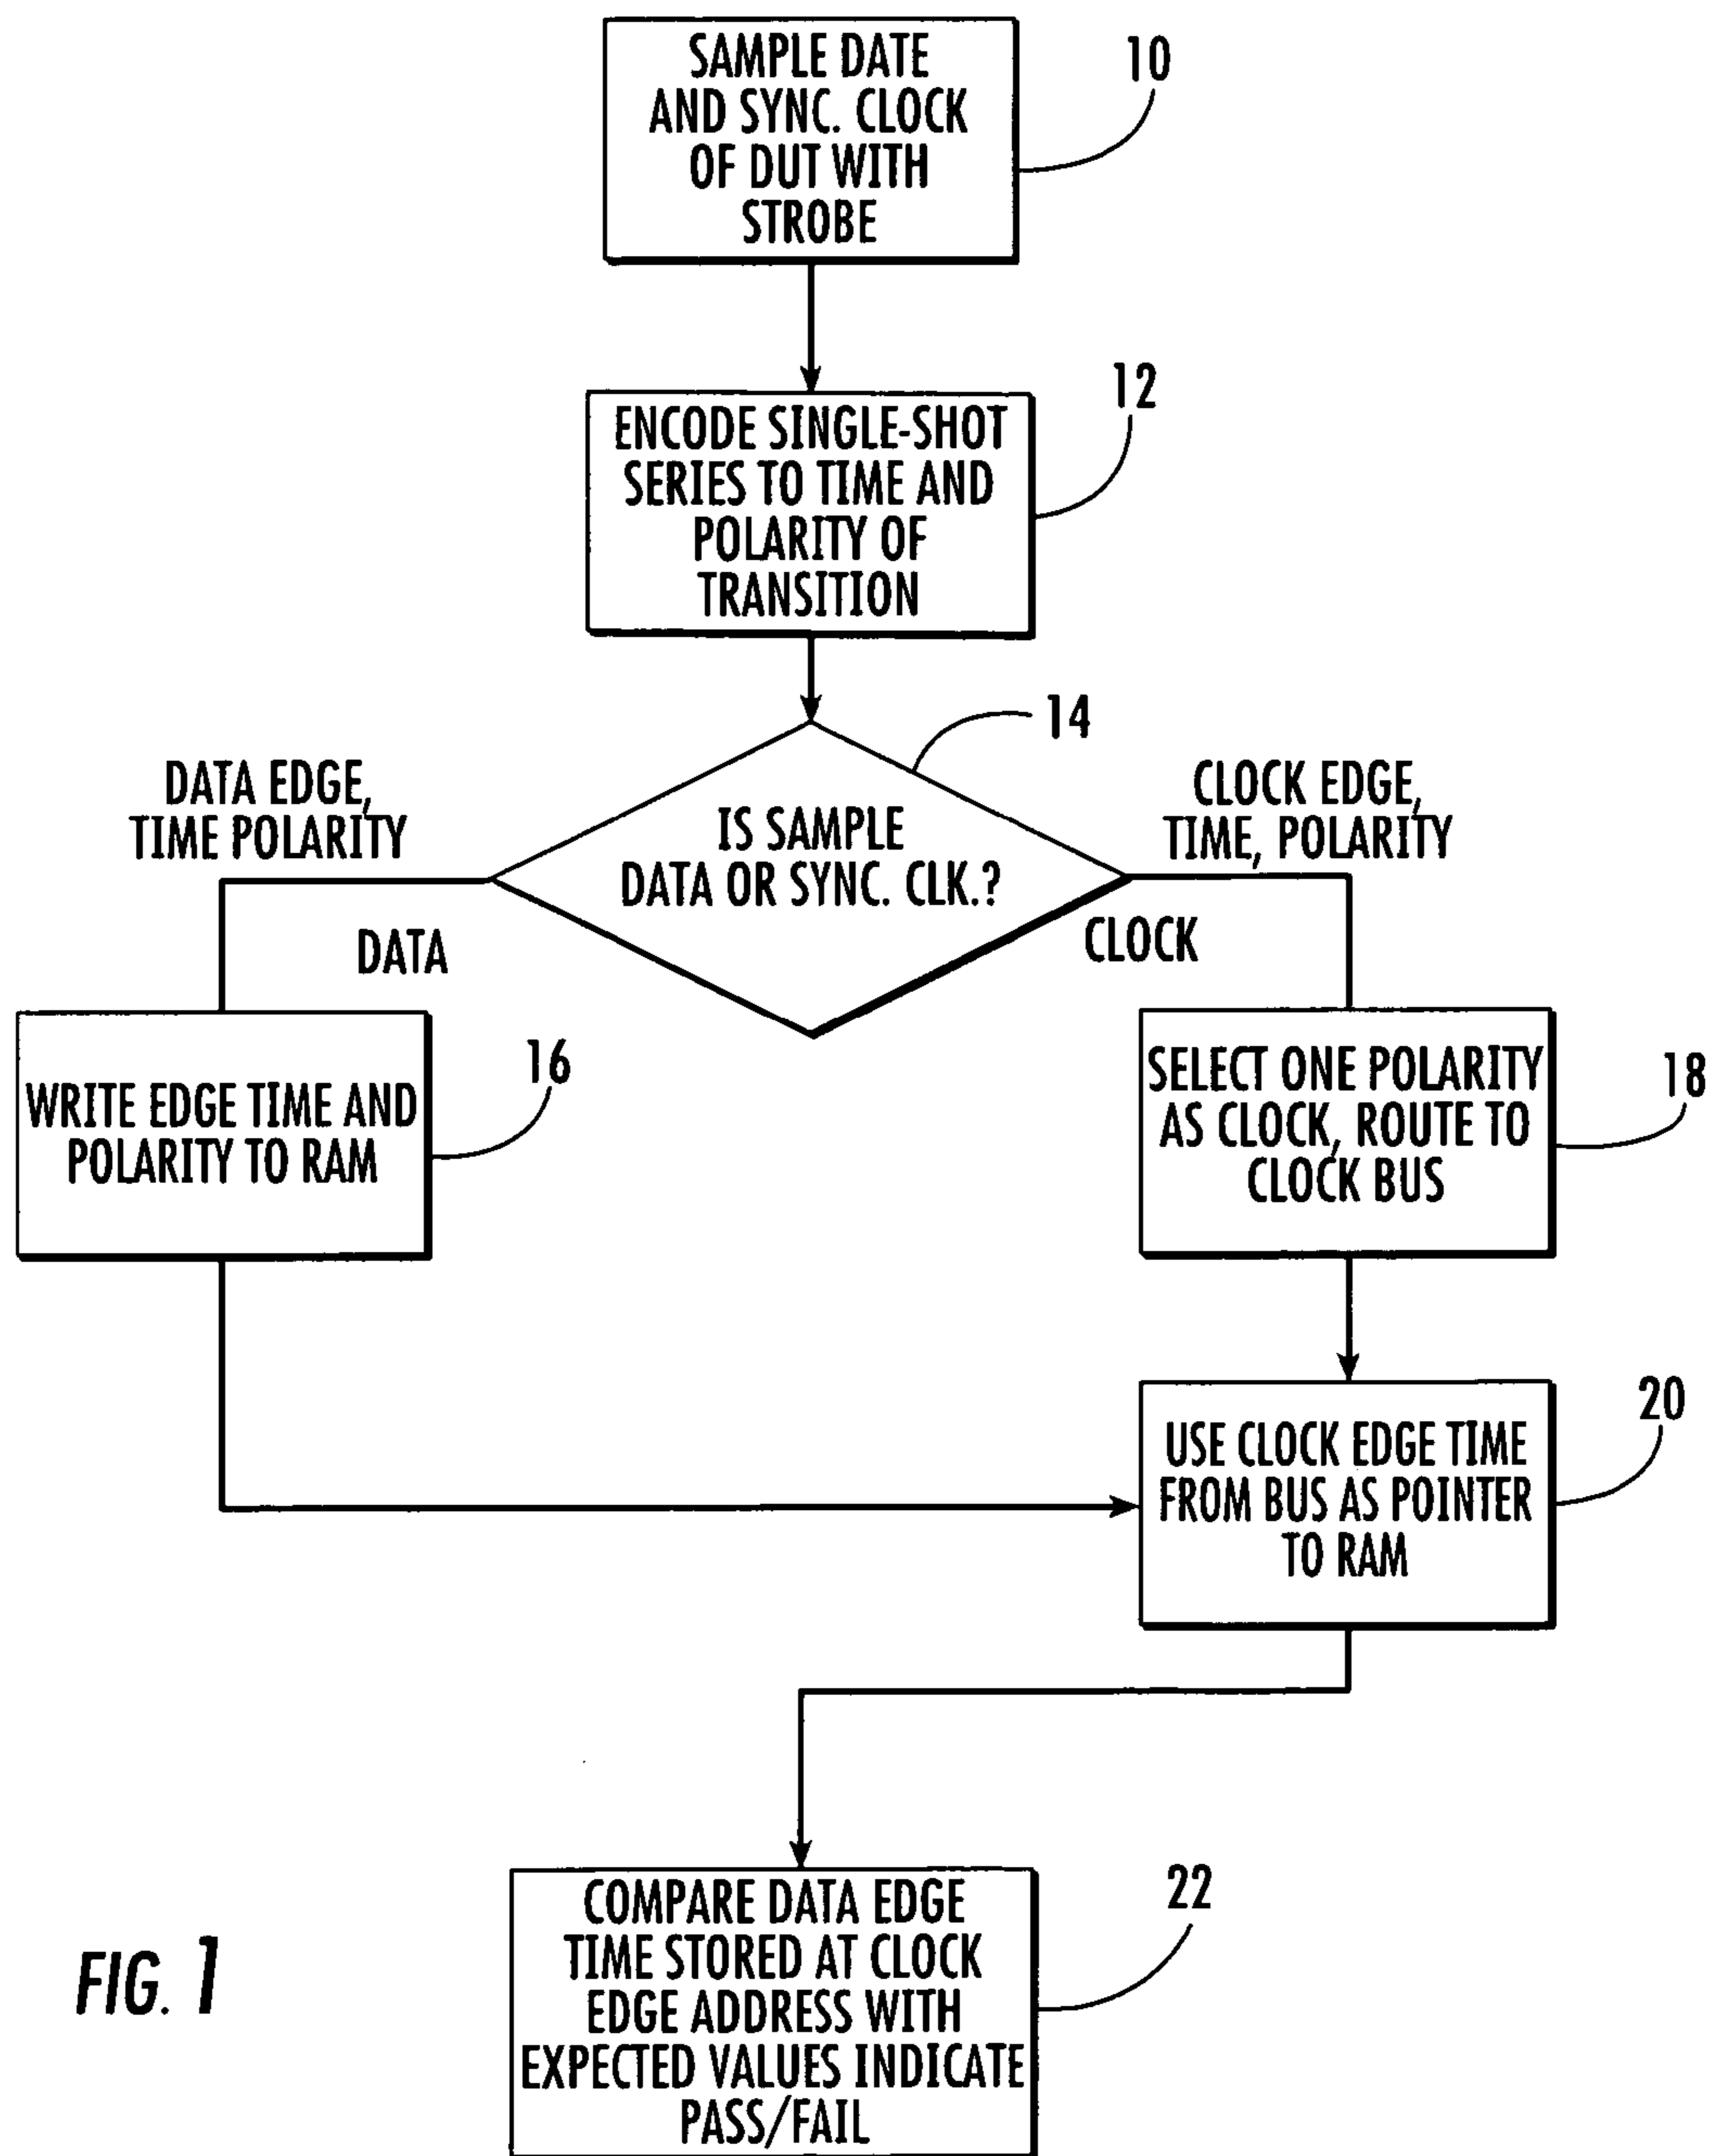 SAMPLE DATE
AND SYNC. CLOCK
OF DUT WITH
STROBE
10
ENCODE SINGLE-SHOT
SERIES TO TIME AND
POLARITY OF
TRANSITION
12
14
DATA EDGE,
TIME POLARITY
IS SAMPLE
DATA OR SYNC. CLK.?
CLOCK EDGE,
TIME, POLARITY
DATA
CLOCK
WRITE EDGE TIME AND
POLARITY TO RAM
16
SELECT ONE POLARITY
AS CLOCK, ROUTE TO
CLOCK BUS
18
USE CLOCK EDGE TIME
FROM BUS AS POINTER
TO RAM
20
COMPARE DATA EDGE
TIME STORED AT CLOCK
EDGE ADDRESS WITH
EXPECTED VALUES INDICATE
PASS/FAIL
22
FIG. 1